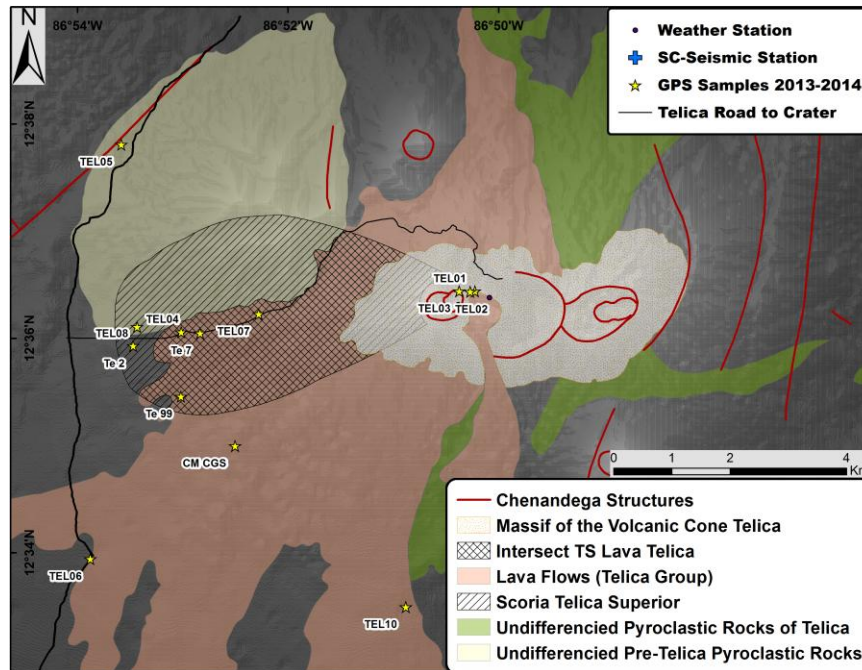 86°54'W
86°52'W
86°50'W
N
Weather Station
SC-Seismic Station
GPS Samples 2013-2014
Telica Road to Crater
12°38'N
TEL05
TEL01
TEL03
TEL02
TEL04
TEL08
TEL07
Te 7
12°36'N
Te 2
Te 99
CM CGS
0 1 2 4
Km
Chenandega Structures
Massif of the Volcanic Cone Telica
Intersect TS Lava Telica
Lava Flows (Telica Group)
Scoria Telica Superior
Undifferencied Pyroclastic Rocks of Telica
Undifferencied Pre-Telica Pyroclastic Rocks
12°34'N
TEL06
TEL10